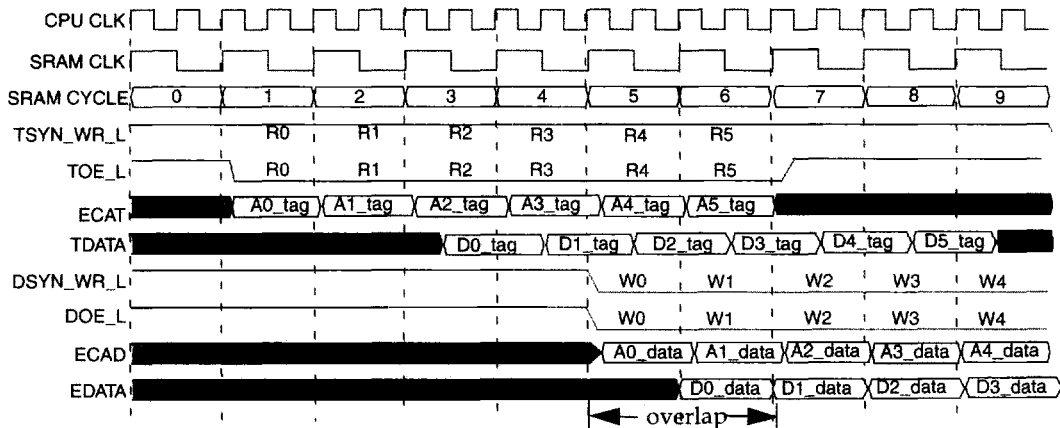 CPU CLK
SRAM CLK
SRAM CYCLE 0 1 2 3 4 5 6 7 8 9
TSYN_WR_L R0 R1 R2 R3 R4 R5
TOE_L R0 R1 R2 R3 R4 R5
ECAT A0_tag A1_tag A2_tag A3_tag A4_tag A5_tag
TDATA D0_tag D1_tag D2_tag D3_tag D4_tag D5_tag
DSYN_WR_L W0 W1 W2 W3 W4
DOE_L W0 W1 W2 W3 W4
ECAD A0_data A1_data A2_data A3_data A4_data
EDATA D0_data D1_data D2_data D3_data
overlap